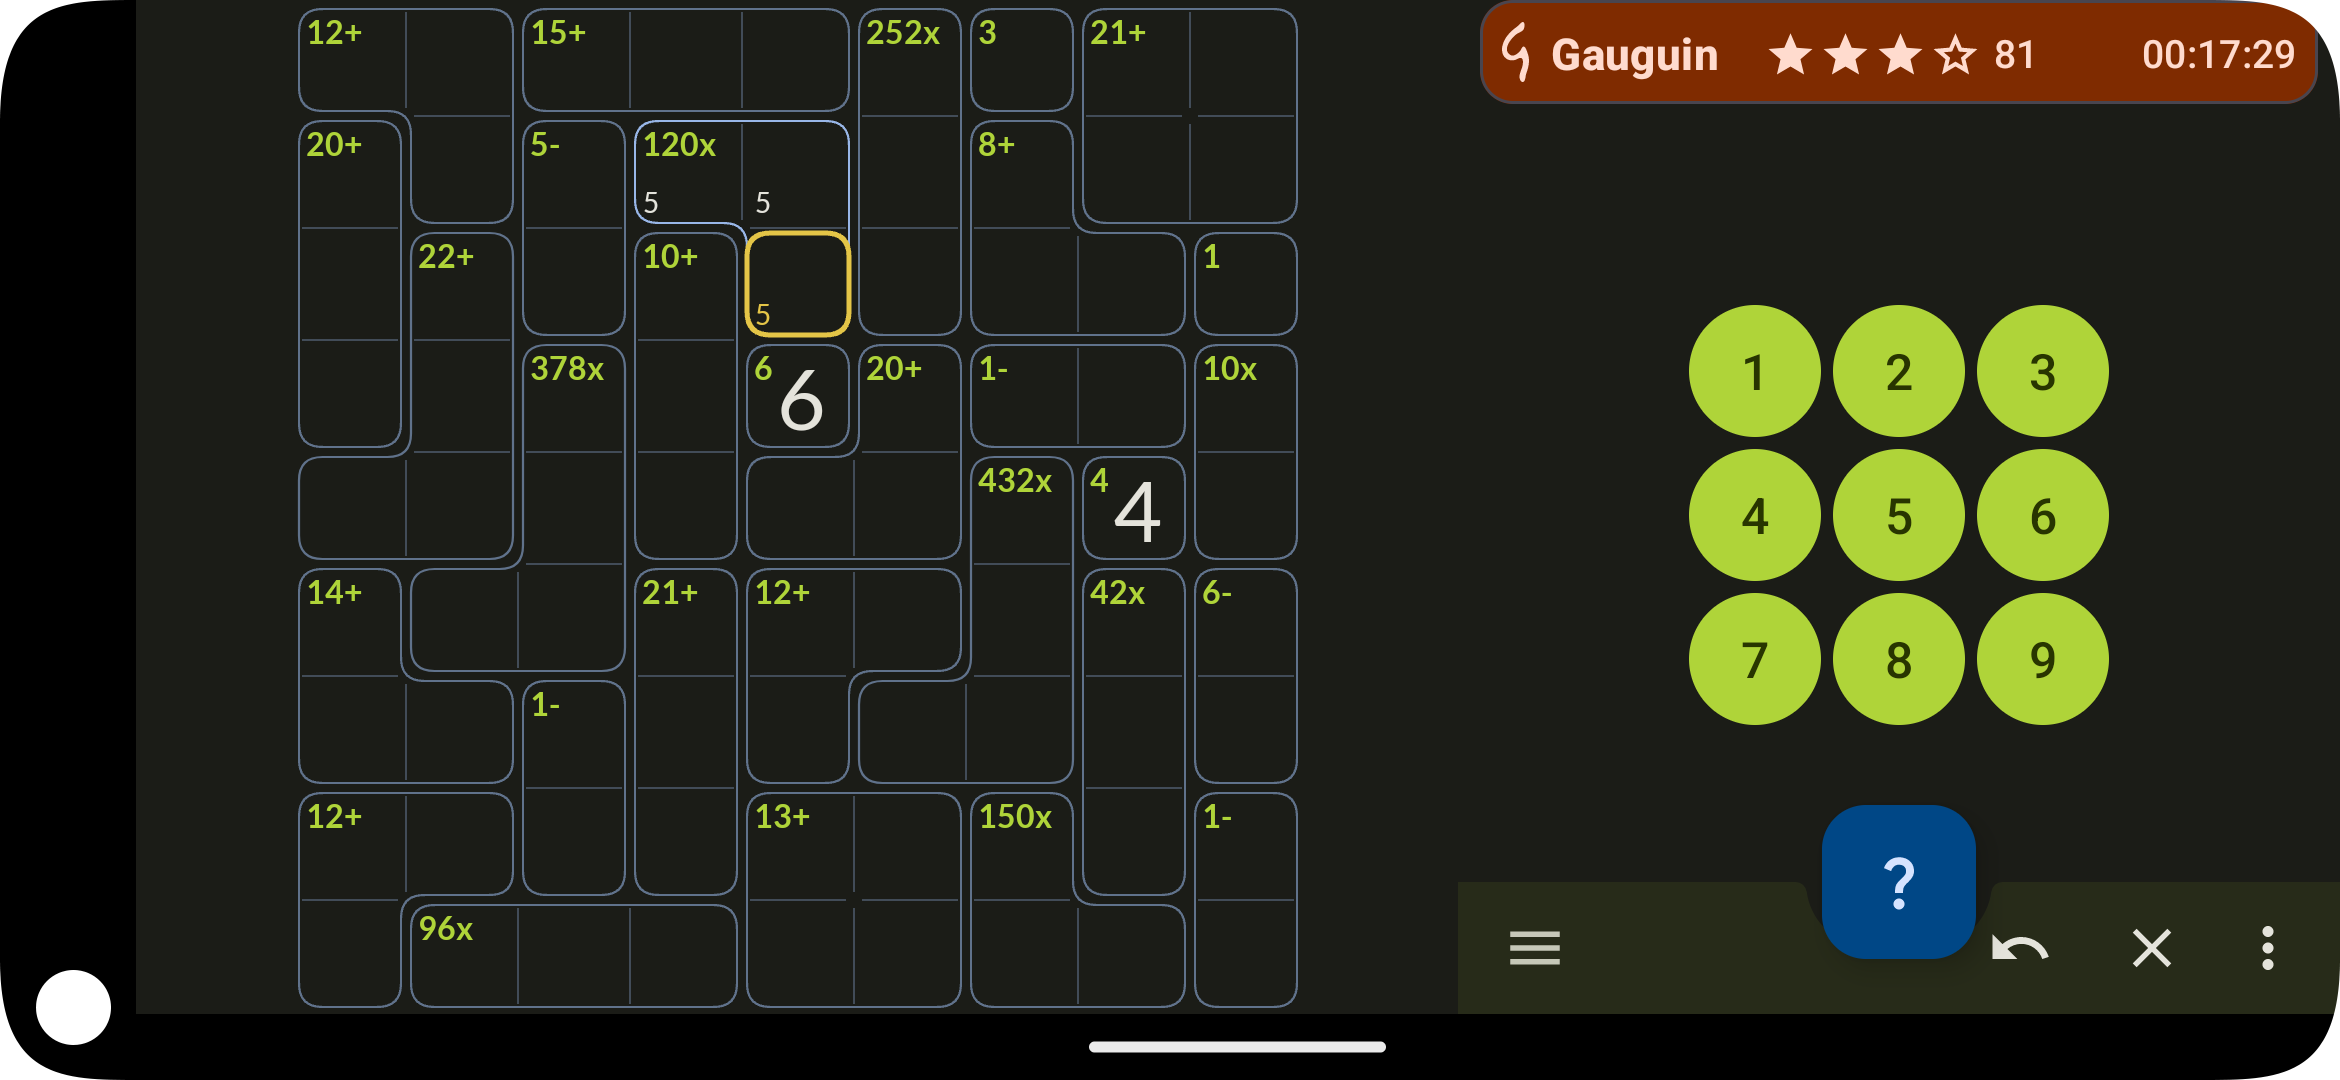 12+ 15+ 252x 3 21+
Gauguin 81 00:17:29
20+ 5- 120x 8+
5 5
22+ 10+ 1
5
378x 6 20+ 1- 10x
6
1 2 3
432x 4
4
4 5 6
14+ 21+ 12+ 42x 6-
7 8 9
1-
12+ 13+ 150x 1-
?
96x